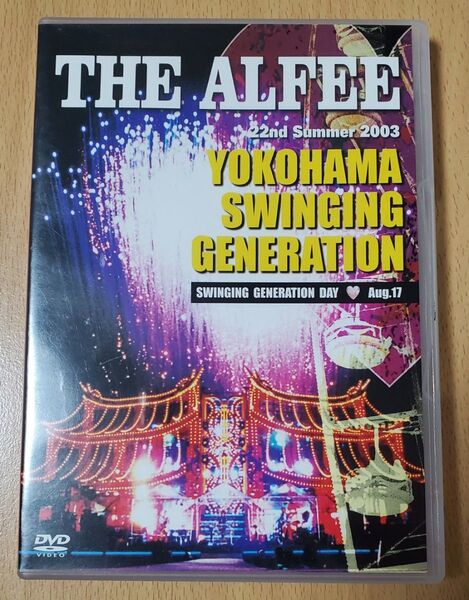 THE ALFEE
22nd Summer 2003
YOKOHAMA
SWINGING
GENERATION
SWINGING GENERATION DAY ♥ Aug.17
DVD
VIDEO